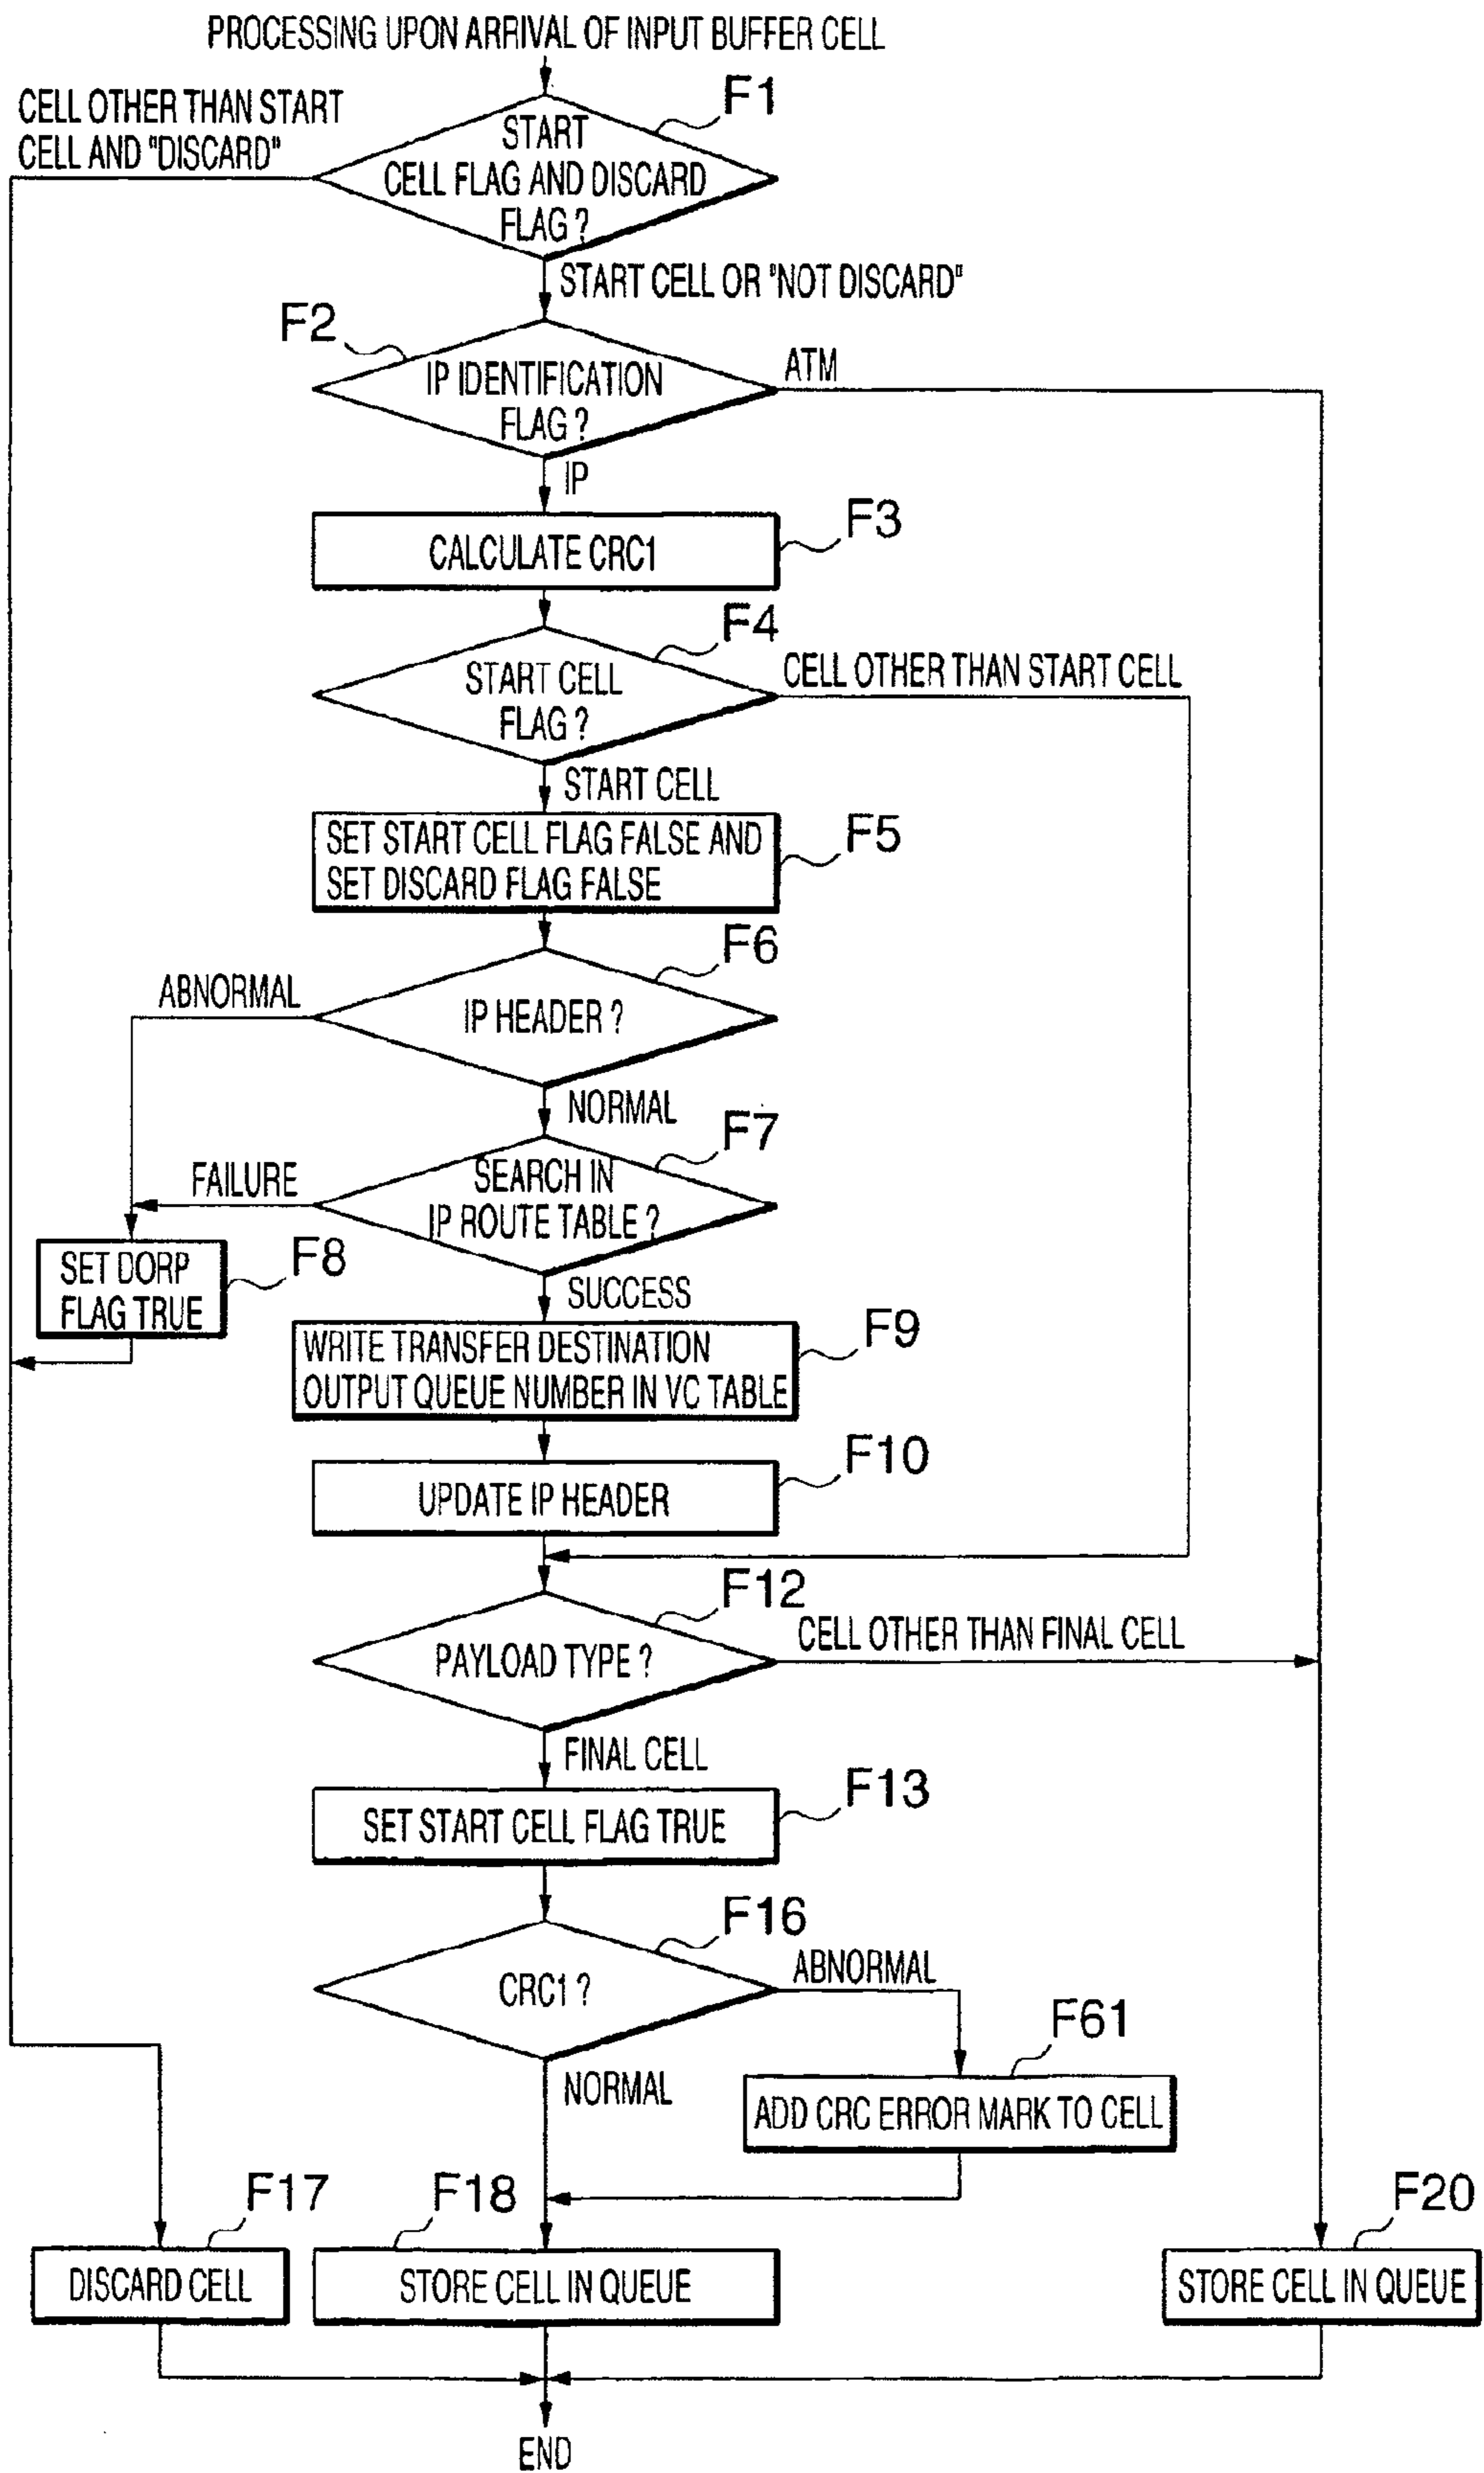 PROCESSING UPON ARRIVAL OF INPUT BUFFER CELL
CELL OTHER THAN START
CELL AND "DISCARD"
F1
START
CELL FLAG AND DISCARD
FLAG ?
START CELL OR "NOT DISCARD"
F2
IP IDENTIFICATION
FLAG ?
ATM
IP
F3
CALCULATE CRC1
F4
START CELL
FLAG ?
CELL OTHER THAN START CELL
START CELL
SET START CELL FLAG FALSE AND
SET DISCARD FLAG FALSE
F5
F6
ABNORMAL
IP HEADER ?
NORMAL
F7
FAILURE
SEARCH IN
IP ROUTE TABLE ?
SET DORP
FLAG TRUE
F8
SUCCESS
WRITE TRANSFER DESTINATION
OUTPUT QUEUE NUMBER IN VC TABLE
F9
F10
UPDATE IP HEADER
F12
PAYLOAD TYPE ?
CELL OTHER THAN FINAL CELL
FINAL CELL
F13
SET START CELL FLAG TRUE
F16
CRC1 ?
ABNORMAL
F61
NORMAL
ADD CRC ERROR MARK TO CELL
F17
F18
F20
DISCARD CELL
STORE CELL IN QUEUE
STORE CELL IN QUEUE
END